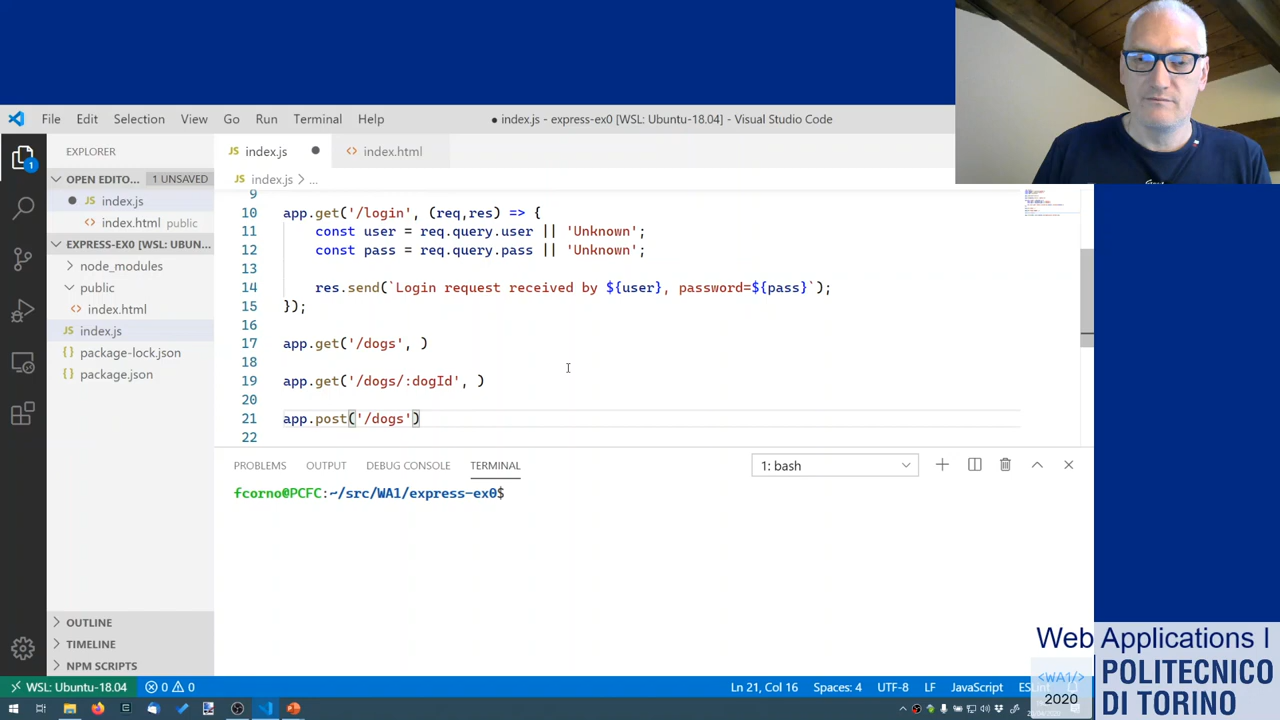 File Edit Selection View Go Run Terminal Help
● index.js - express-ex0 [WSL: Ubuntu-18.04] - Visual Studio Code
EXPLORER
OPEN EDITO... 1 UNSAVED
index.js
index.html public
EXPRESS-EX0 [WSL: UBUN...
node_modules
public
index.html
index.js
package-lock.json
package.json
OUTLINE
TIMELINE
NPM SCRIPTS
1
JS index.js ●
<> index.html
JS index.js > ...
9
10 app.get('/login', (req,res) => {
11 const user = req.query.user || 'Unknown';
12 const pass = req.query.pass || 'Unknown';
13
14 res.send(`Login request received by ${user}, password=${pass}`);
15 });
16
17 app.get('/dogs', )
18
19 app.get('/dogs/:dogId', )
20
21 app.post('/dogs')
22
PROBLEMS OUTPUT DEBUG CONSOLE TERMINAL
1: bash
fcorno@PCFC:~/src/WA1/express-ex0$
WSL: Ubuntu-18.04 0 0
Ln 21, Col 16 Spaces: 4 UTF-8 LF JavaScript
Web Applications I
<WA1/>
2020
POLITECNICO
DI TORINO